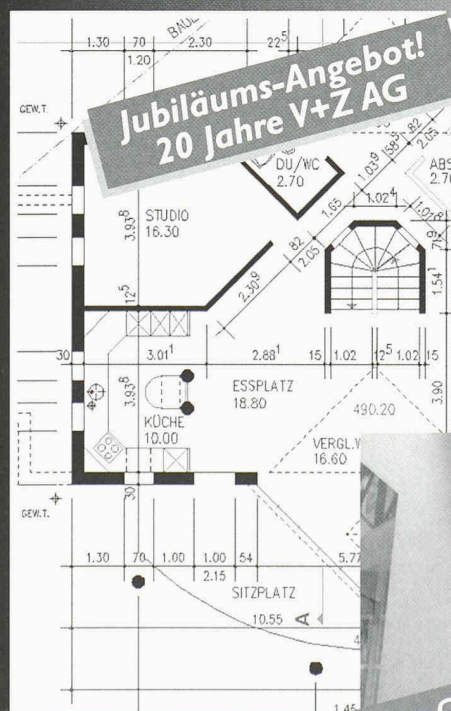 BAUL
1.30 70 2.30 22⁵
1.20
Jubiläums-Angebot!
20 Jahre V+Z AG
GEW.T.
DU/WC
2.70
ABS
2.70
82
2.05
58⁵
1.03⁹
1.65
1.02⁴
1.01⁸
71⁹
1.54¹
STUDIO
16.30
3.93⁸
12⁵
82
2.05
2.30⁹
30 3.01¹ 2.88¹ 15 1.02 12⁵ 1.02 15
ESSPLATZ
18.80
3.93⁸
3.90
490.20
KÜCHE
10.00
VERGL.W
16.60
30
GEW.T.
1.30 70 1.00 1.00 54 5.77
2.15
SITZPLATZ
10.55 A 4
1.45